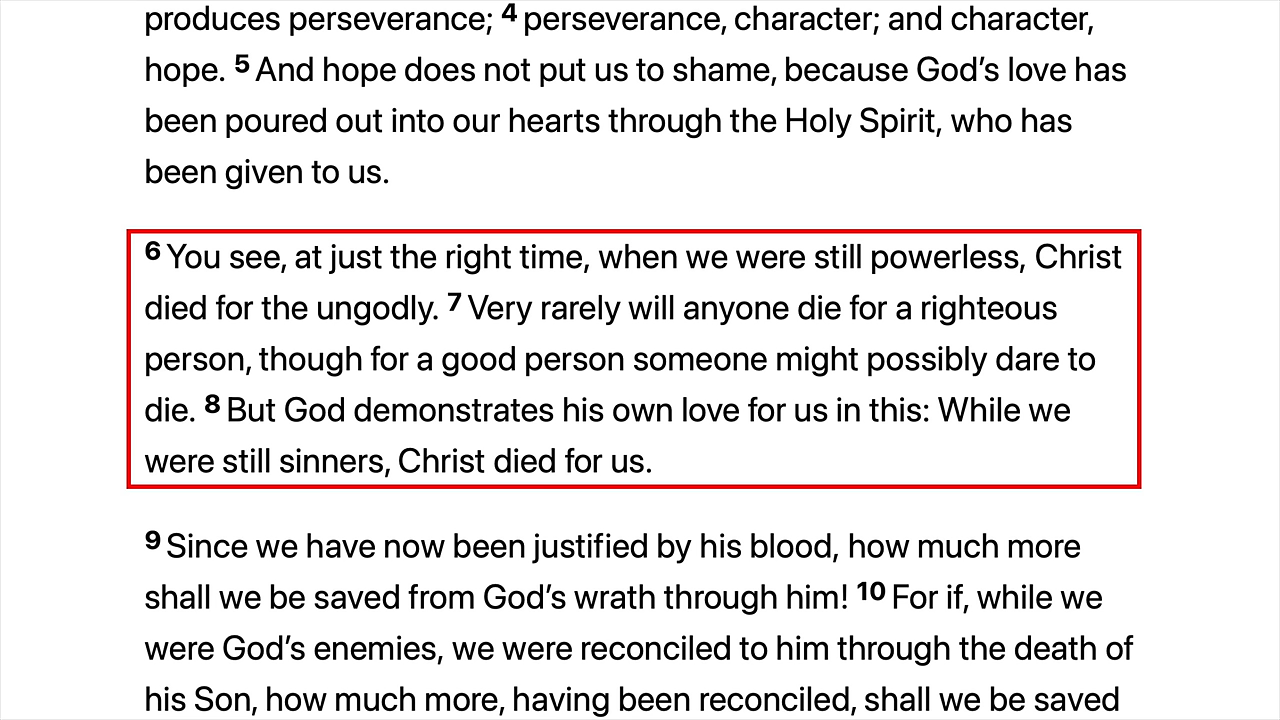 produces perseverance; 4 perseverance, character; and character,
hope. 5 And hope does not put us to shame, because God’s love has
been poured out into our hearts through the Holy Spirit, who has
been given to us.
6 You see, at just the right time, when we were still powerless, Christ
died for the ungodly. 7 Very rarely will anyone die for a righteous
person, though for a good person someone might possibly dare to
die. 8 But God demonstrates his own love for us in this: While we
were still sinners, Christ died for us.
9 Since we have now been justified by his blood, how much more
shall we be saved from God’s wrath through him! 10 For if, while we
were God’s enemies, we were reconciled to him through the death of
his Son, how much more, having been reconciled, shall we be saved